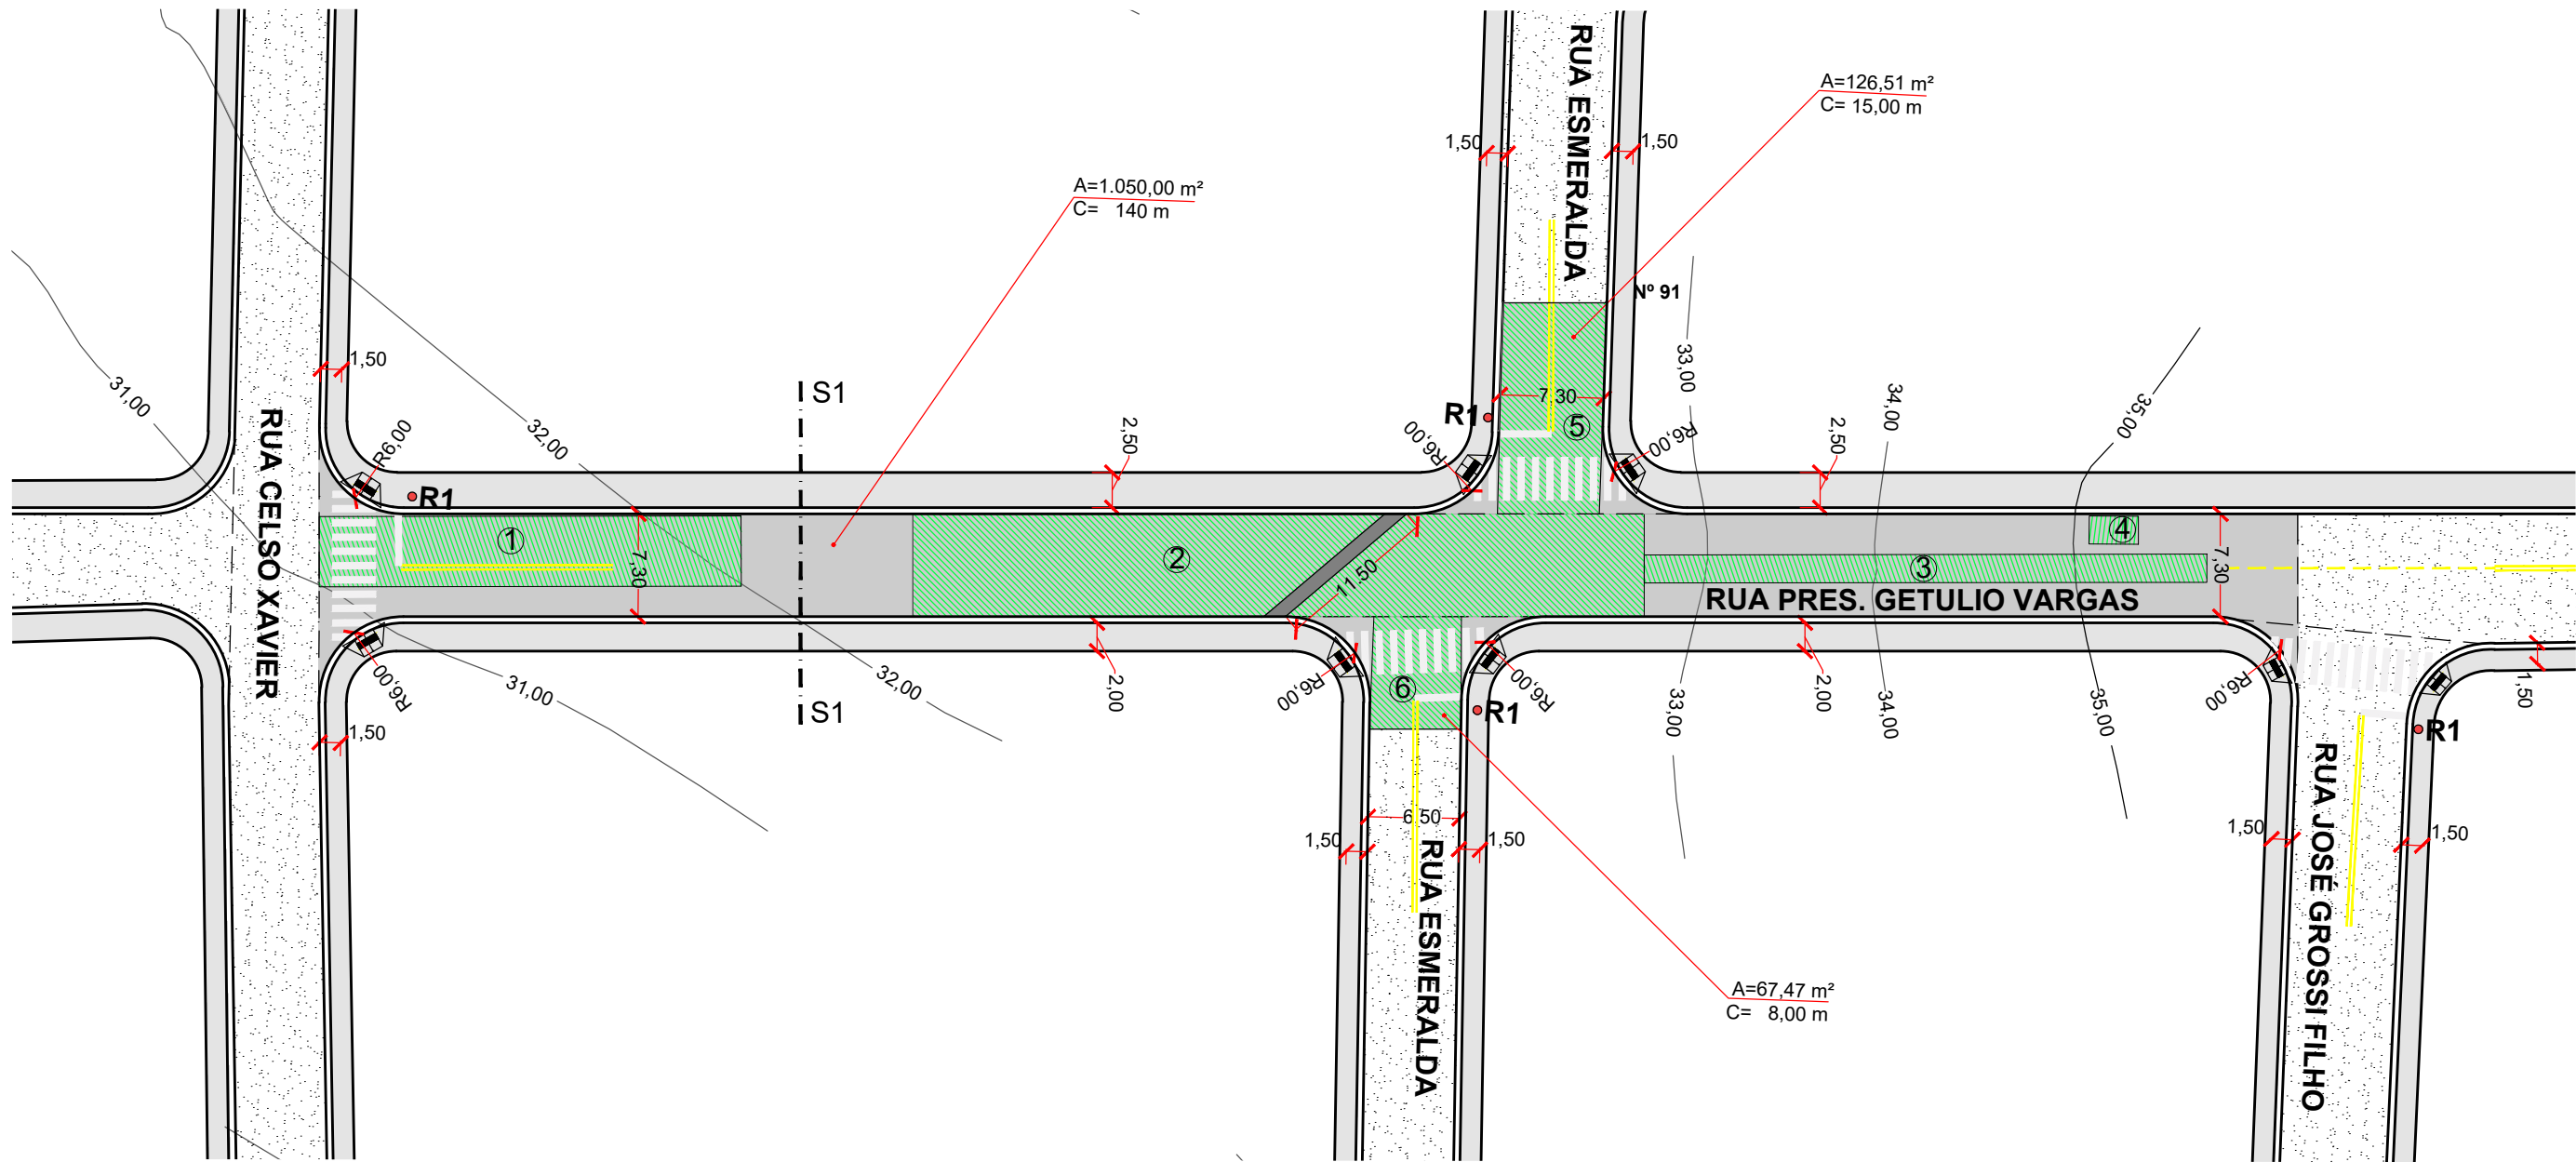 RUA ESMERALDA
A=126,51 m²
C= 15,00 m
1,50
1,50
A=1.050,00 m²
C= 140 m
Nº 91
33,00
34,00
35,00
31,00
1,50
32,00
S1
R6,00
2,50
7,30
R1
5
R6,00
R6,00
2,50
R1
RUA CELSO XAVIER
1
7,30
2
11.50
4
3
7,30
RUA PRES. GETULIO VARGAS
R6,00
31,00
32,00
S1
2,00
R6,00
6
R6,00
R1
33,00
2,00
34,00
35,00
R6,00
1,50
R1
1,50
6,50
1,50
1,50
RUA ESMERALDA
1,50
1,50
RUA JOSÉ GROSSI FILHO
A=67,47 m²
C= 8,00 m